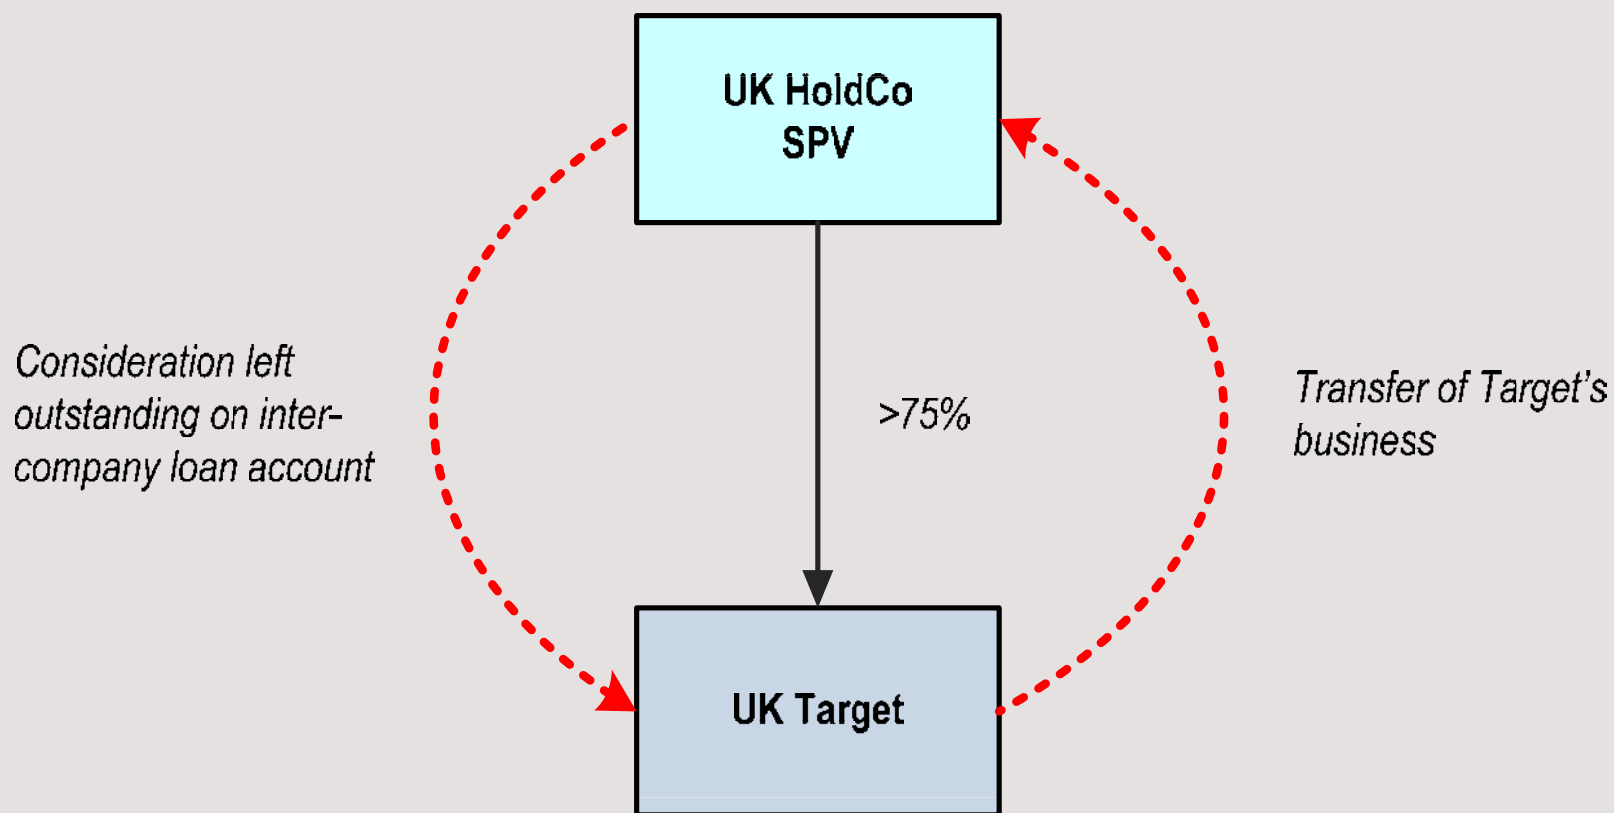 UK HoldCo
SPV
Consideration left
outstanding on inter-
company loan account
>75%
Transfer of Target's
business
UK Target